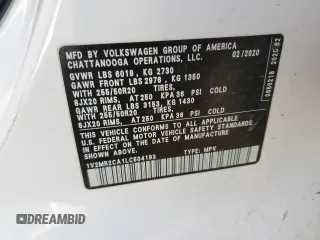 MFD. BY VOLKSWAGEN GROUP OF AMERICA
CHATTANOOGA OPERATIONS, LLC. 02/2020
GVWR LBS 6019 , KG 2730
GAWR FRONT LBS 2976 , KG 1350
WITH 255/50R20
8JX20 RIMS, AT 250 KPA 36 PSI COLD
GAWR REAR LBS 3153, KG 1430
WITH 255/50R20
8JX20 RIMS, AT 250 KPA 36 PSI COLD
THIS VEHICLE CONFORMS TO ALL
APPLICABLE FEDERAL MOTOR VEHICLE
SAFETY STANDARDS IN EFFECT ON THE
DATE OF MANUFACTURE SHOWN ABOVE.
1V2MR2CA1LC504193 TYPE: MPV